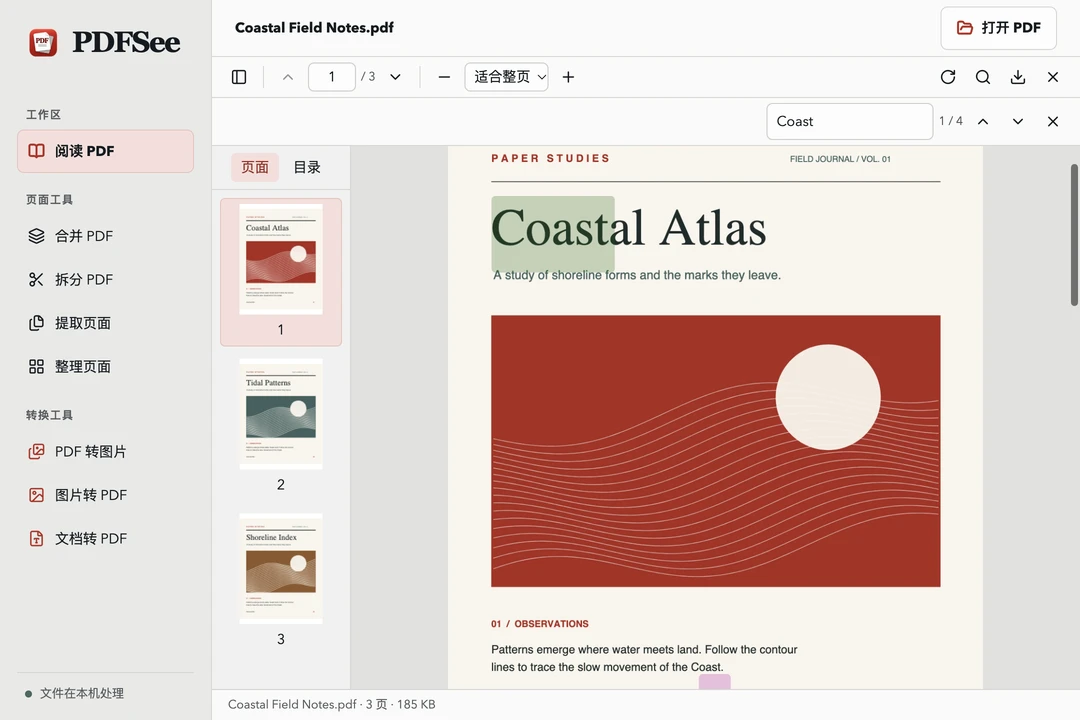 PDF
PDFSee
工作区
阅读 PDF
页面工具
合并 PDF
拆分 PDF
提取页面
整理页面
转换工具
PDF 转图片
图片转 PDF
文档转 PDF
文件在本机处理
Coastal Field Notes.pdf
打开 PDF
1 / 3
适合整页
Coast
1 / 4
页面
目录
Coastal Atlas
1
Tidal Patterns
2
Shoreline Index
3
PAPER STUDIES
FIELD JOURNAL / VOL. 01
Coastal Atlas
A study of shoreline forms and the marks they leave.
01 / OBSERVATIONS
Patterns emerge where water meets land. Follow the contour
lines to trace the slow movement of the Coast.
Coastal Field Notes.pdf · 3 页 · 185 KB